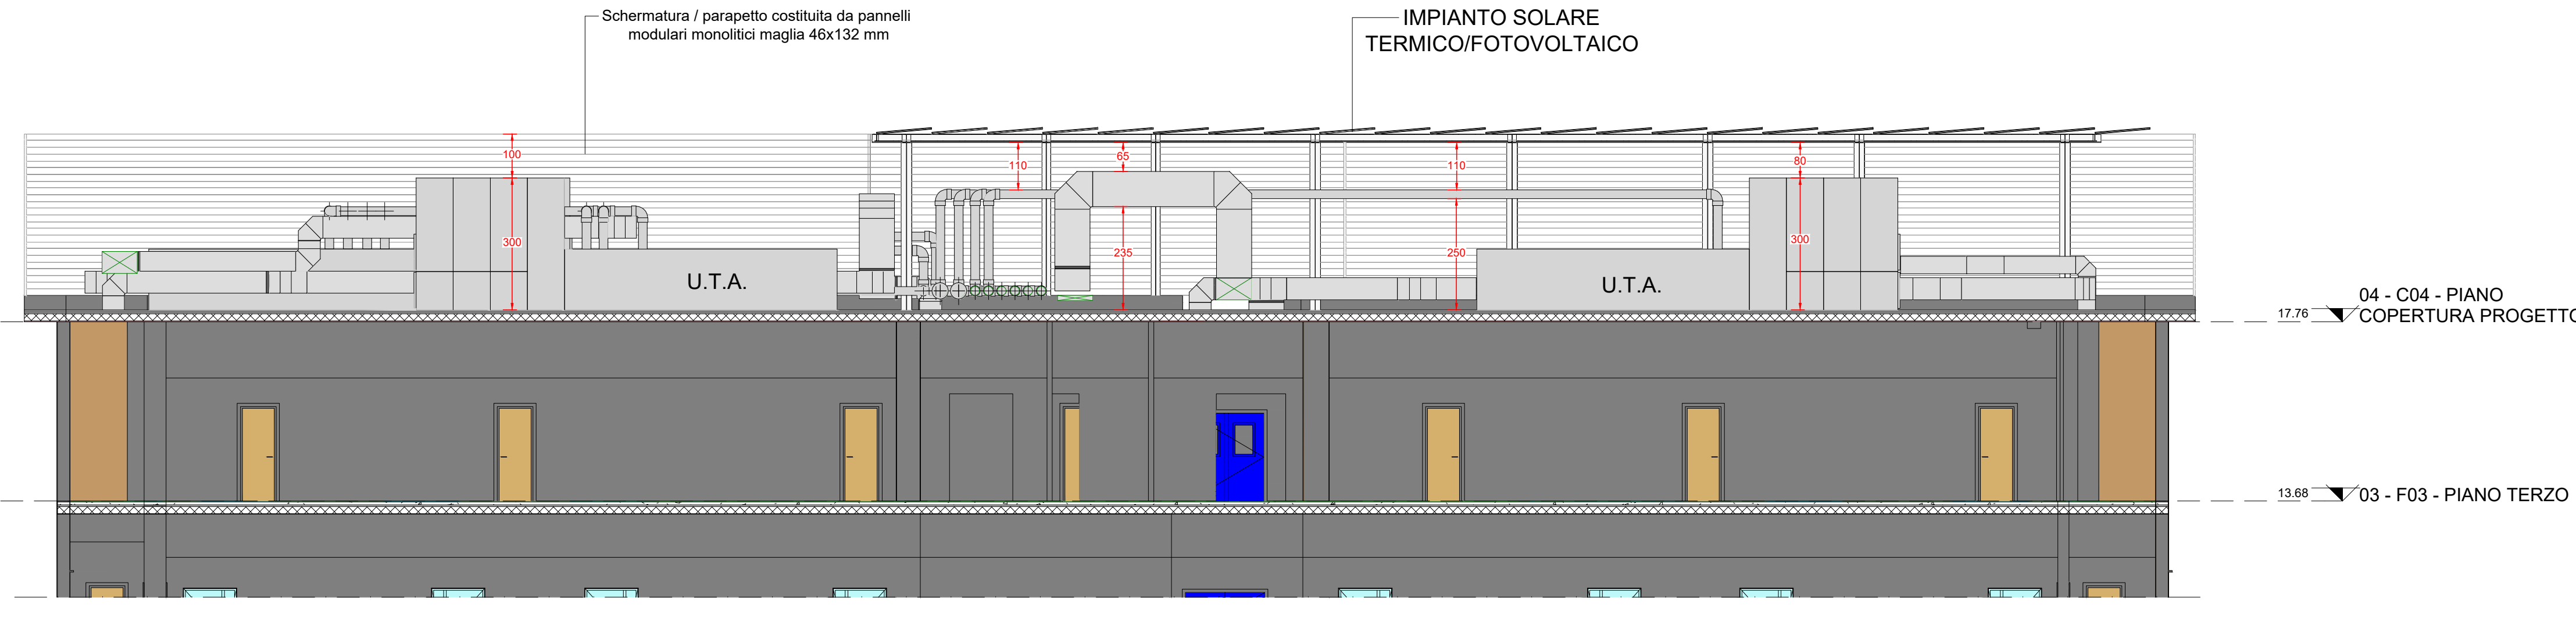 Schermatura / parapetto costituita da pannelli
modulari monolitici maglia 46x132 mm
IMPIANTO SOLARE
TERMICO/FOTOVOLTAICO
100
110
65
110
80
300
235
250
300
U.T.A.
U.T.A.
17.76
04 - C04 - PIANO
COPERTURA PROGETTO
13.68
03 - F03 - PIANO TERZO